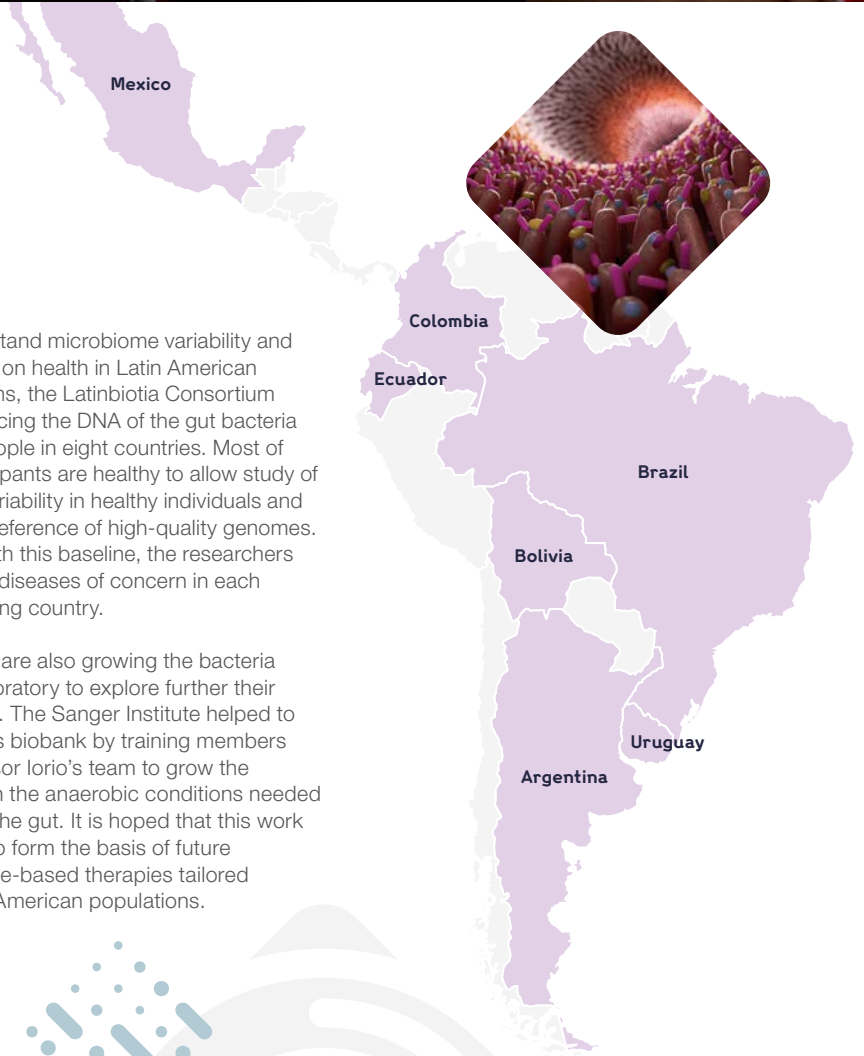 Mexico
Colombia
Ecuador
Brazil
Bolivia
Uruguay
Argentina
tand microbiome variability and
on health in Latin American
ns, the Latinbiotia Consortium
cing the DNA of the gut bacteria
ople in eight countries. Most of
ipants are healthy to allow study of
riability in healthy individuals and
eference of high-quality genomes.
th this baseline, the researchers
diseases of concern in each
ng country.
are also growing the bacteria
oratory to explore further their
. The Sanger Institute helped to
s biobank by training members
sor Iorio’s team to grow the
n the anaerobic conditions needed
he gut. It is hoped that this work
o form the basis of future
e-based therapies tailored
American populations.